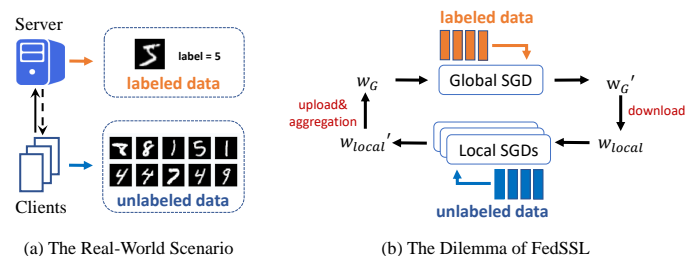 Server
label = 5
labeled data
Clients
unlabeled data
(a) The Real-World Scenario
labeled data
w_G
Global SGD
w_G′
upload&
aggregation
download
w_local′
Local SGDs
w_local
unlabeled data
(b) The Dilemma of FedSSL